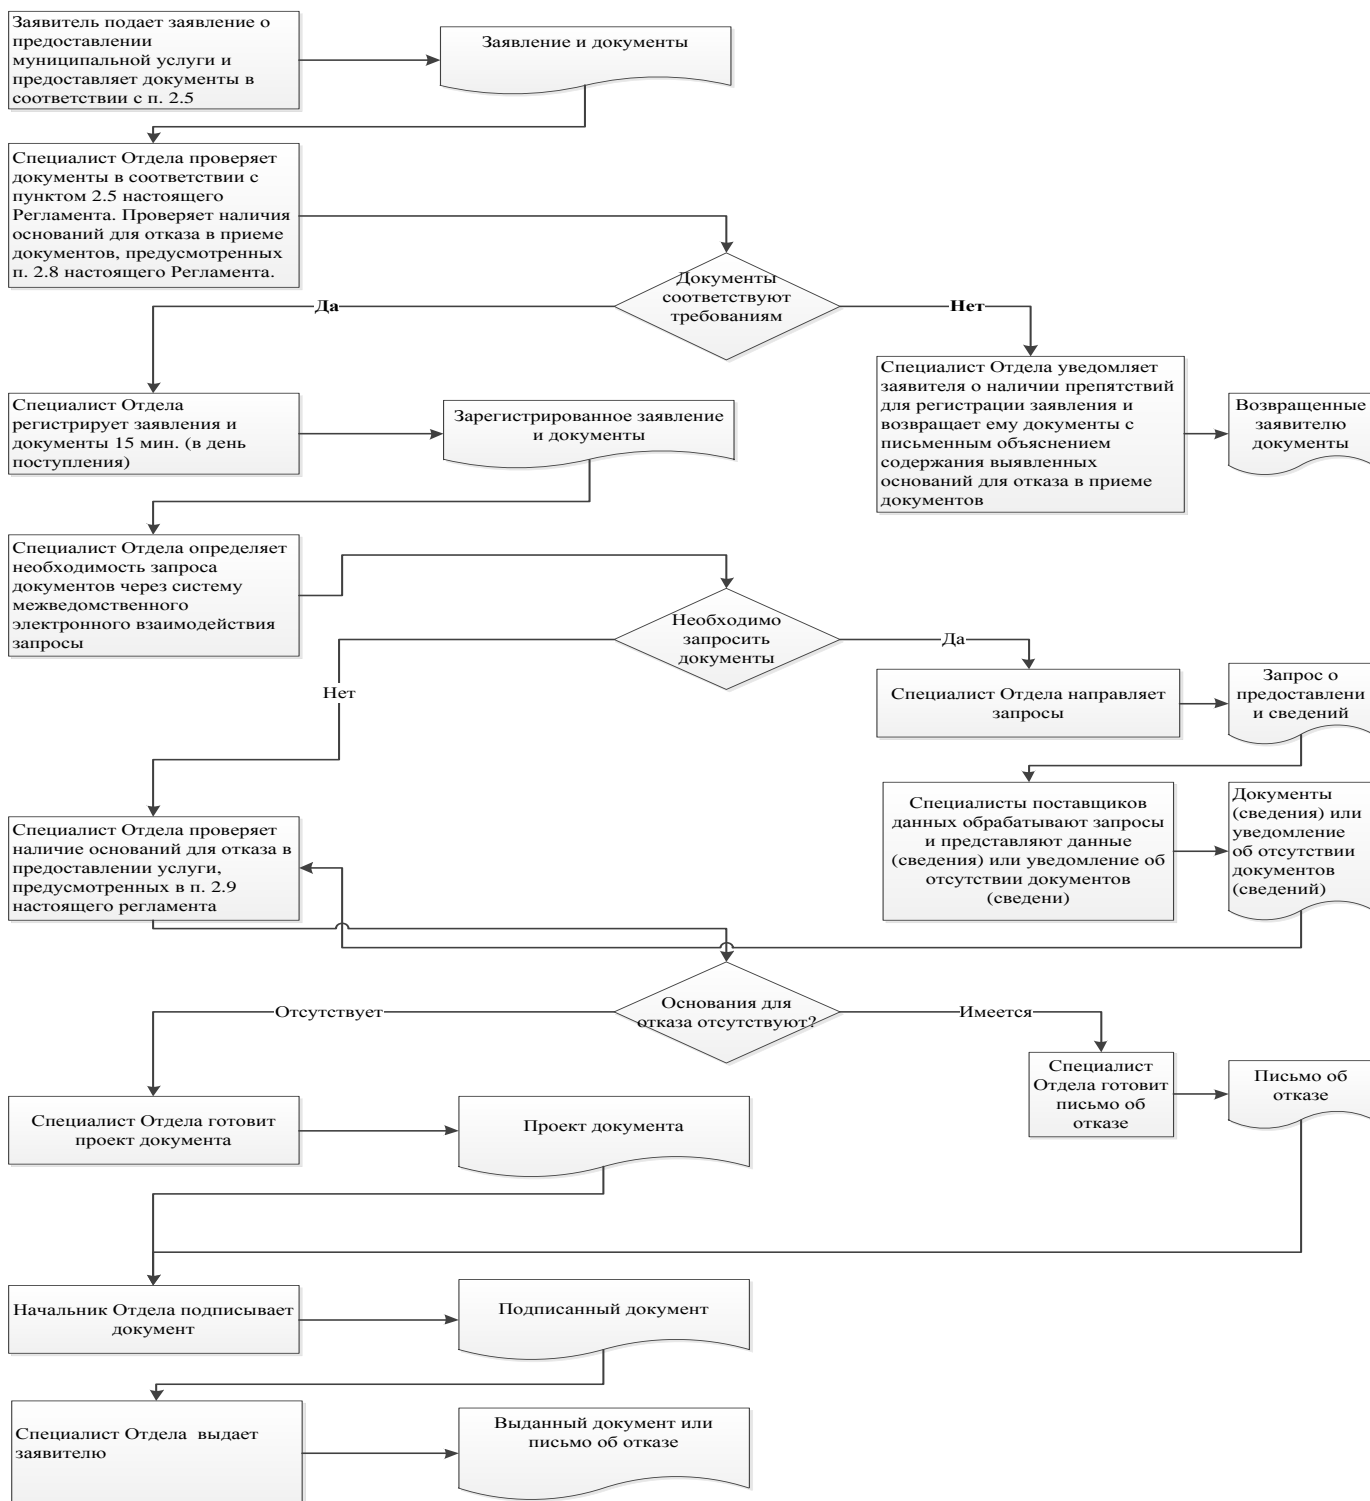 Заявитель подает заявление о
предоставлении
муниципальной услуги и
предоставляет документы в
соответствии с п. 2.5
Заявление и документы
Специалист Отдела проверяет
документы в соответствии с
пунктом 2.5 настоящего
Регламента. Проверяет наличия
оснований для отказа в приеме
документов, предусмотренных
п. 2.8 настоящего Регламента.
Документы
соответствуют
требованиям
Да
Нет
Специалист Отдела
регистрирует заявления и
документы 15 мин. (в день
поступления)
Зарегистрированное заявление
и документы
Специалист Отдела уведомляет
заявителя о наличии препятствий
для регистрации заявления и
возвращает ему документы с
письменным объяснением
содержания выявленных
оснований для отказа в приеме
документов
Возвращенные
заявителю
документы
Специалист Отдела определяет
необходимость запроса
документов через систему
межведомственного
электронного взаимодействия
запросы
Необходимо
запросить
документы
Да
Нет
Специалист Отдела направляет
запросы
Запрос о
предоставлени
и сведений
Специалисты поставщиков
данных обрабатывают запросы
и представляют данные
(сведения) или уведомление об
отсутствии документов
(сведени)
Документы
(сведения) или
уведомление
об отсутствии
документов
(сведений)
Специалист Отдела проверяет
наличие оснований для отказа в
предоставлении услуги,
предусмотренных в п. 2.9
настоящего регламента
Основания для
отказа отсутствуют?
Отсутствует
Имеется
Специалист
Отдела готовит
письмо об
отказе
Письмо об
отказе
Специалист Отдела готовит
проект документа
Проект документа
Начальник Отдела подписывает
документ
Подписанный документ
Специалист Отдела  выдает
заявителю
Выданный документ или
письмо об отказе